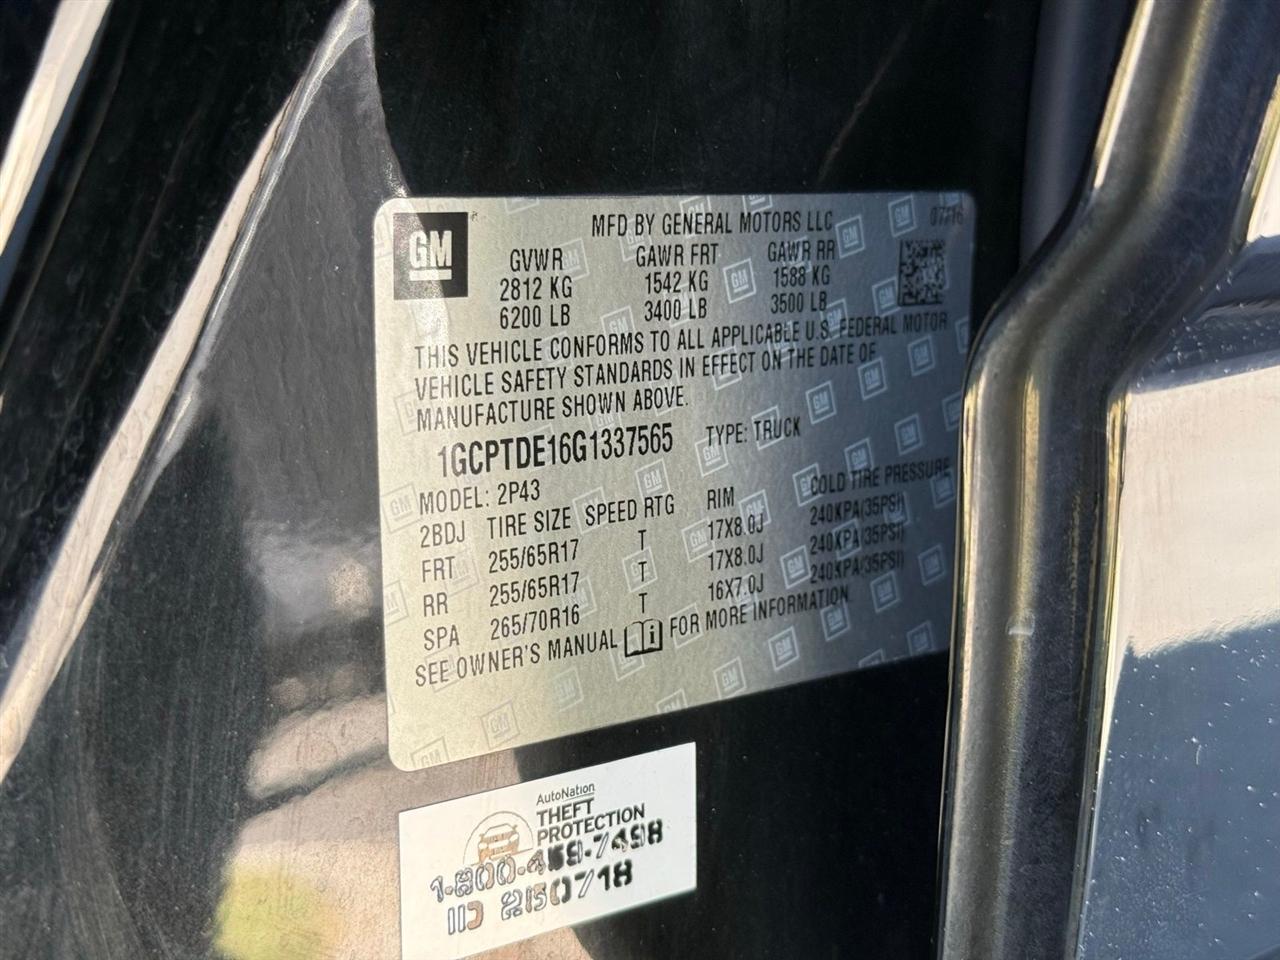 GM
MFD BY GENERAL MOTORS LLC 07/16
GVWR GAWR FRT GAWR RR
2812 KG 1542 KG 1588 KG
6200 LB 3400 LB 3500 LB
THIS VEHICLE CONFORMS TO ALL APPLICABLE U.S. FEDERAL MOTOR
VEHICLE SAFETY STANDARDS IN EFFECT ON THE DATE OF
MANUFACTURE SHOWN ABOVE.
1GCPTDE16G1337565 TYPE: TRUCK
MODEL: 2P43
2BDJ TIRE SIZE SPEED RTG RIM COLD TIRE PRESSURE
FRT 255/65R17 T 17X8.0J 240KPA(35PSI)
RR 255/65R17 T 17X8.0J 240KPA(35PSI)
SPA 265/70R16 T 16X7.0J 240KPA(35PSI)
SEE OWNER'S MANUAL FOR MORE INFORMATION
AutoNation
THEFT
PROTECTION
1-800-459-7498
ID